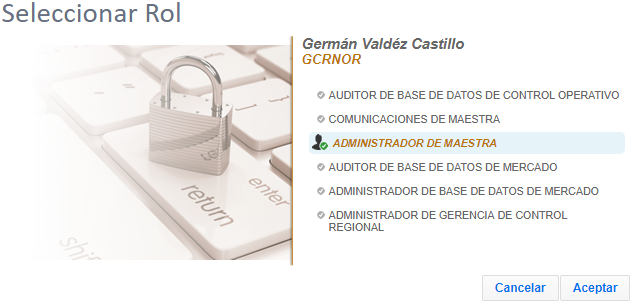 Seleccionar Rol
Germán Valdéz Castillo
GCRNOR
AUDITOR DE BASE DE DATOS DE CONTROL OPERATIVO
COMUNICACIONES DE MAESTRA
ADMINISTRADOR DE MAESTRA
AUDITOR DE BASE DE DATOS DE MERCADO
ADMINISTRADOR DE BASE DE DATOS DE MERCADO
ADMINISTRADOR DE GERENCIA DE CONTROL
REGIONAL
enter
return
shift
Cancelar
Aceptar